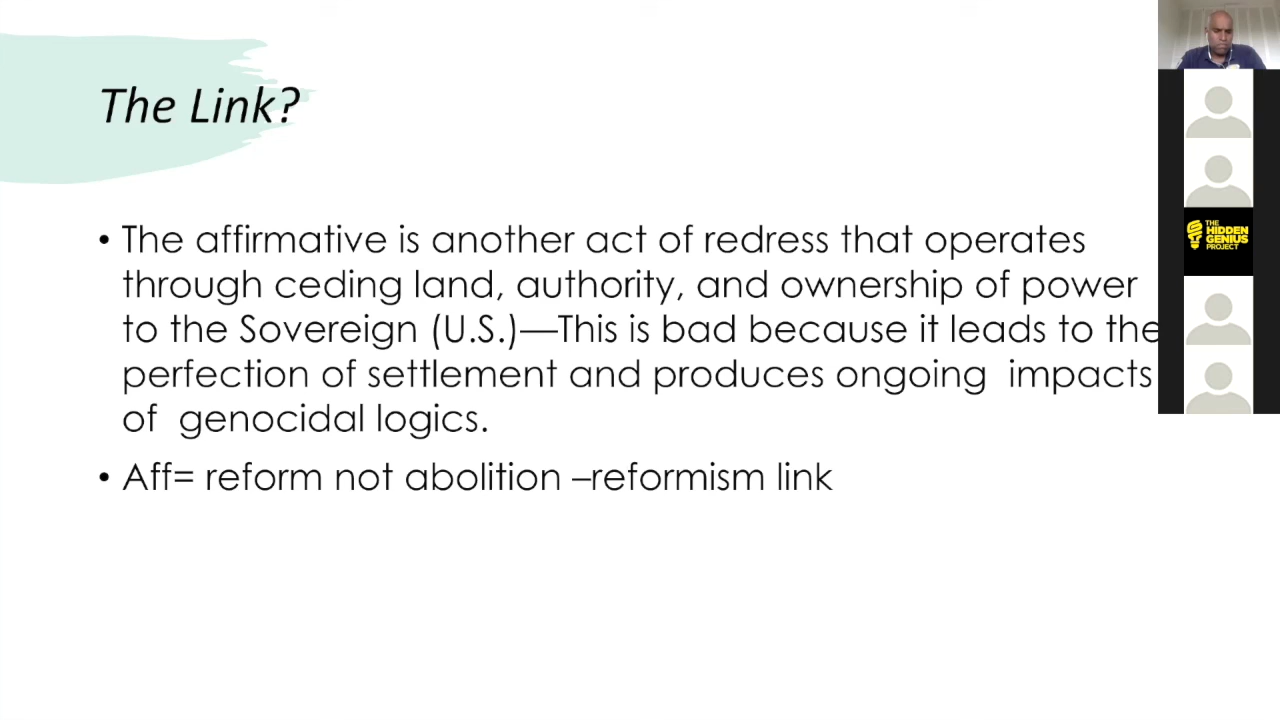 The Link?
• The affirmative is another act of redress that operates
through ceding land, authority, and ownership of power
to the Sovereign (U.S.)—This is bad because it leads to the
perfection of settlement and produces ongoing  impacts
of  genocidal logics.
• Aff= reform not abolition –reformism link
THE
HIDDEN
GENIUS
PROJECT